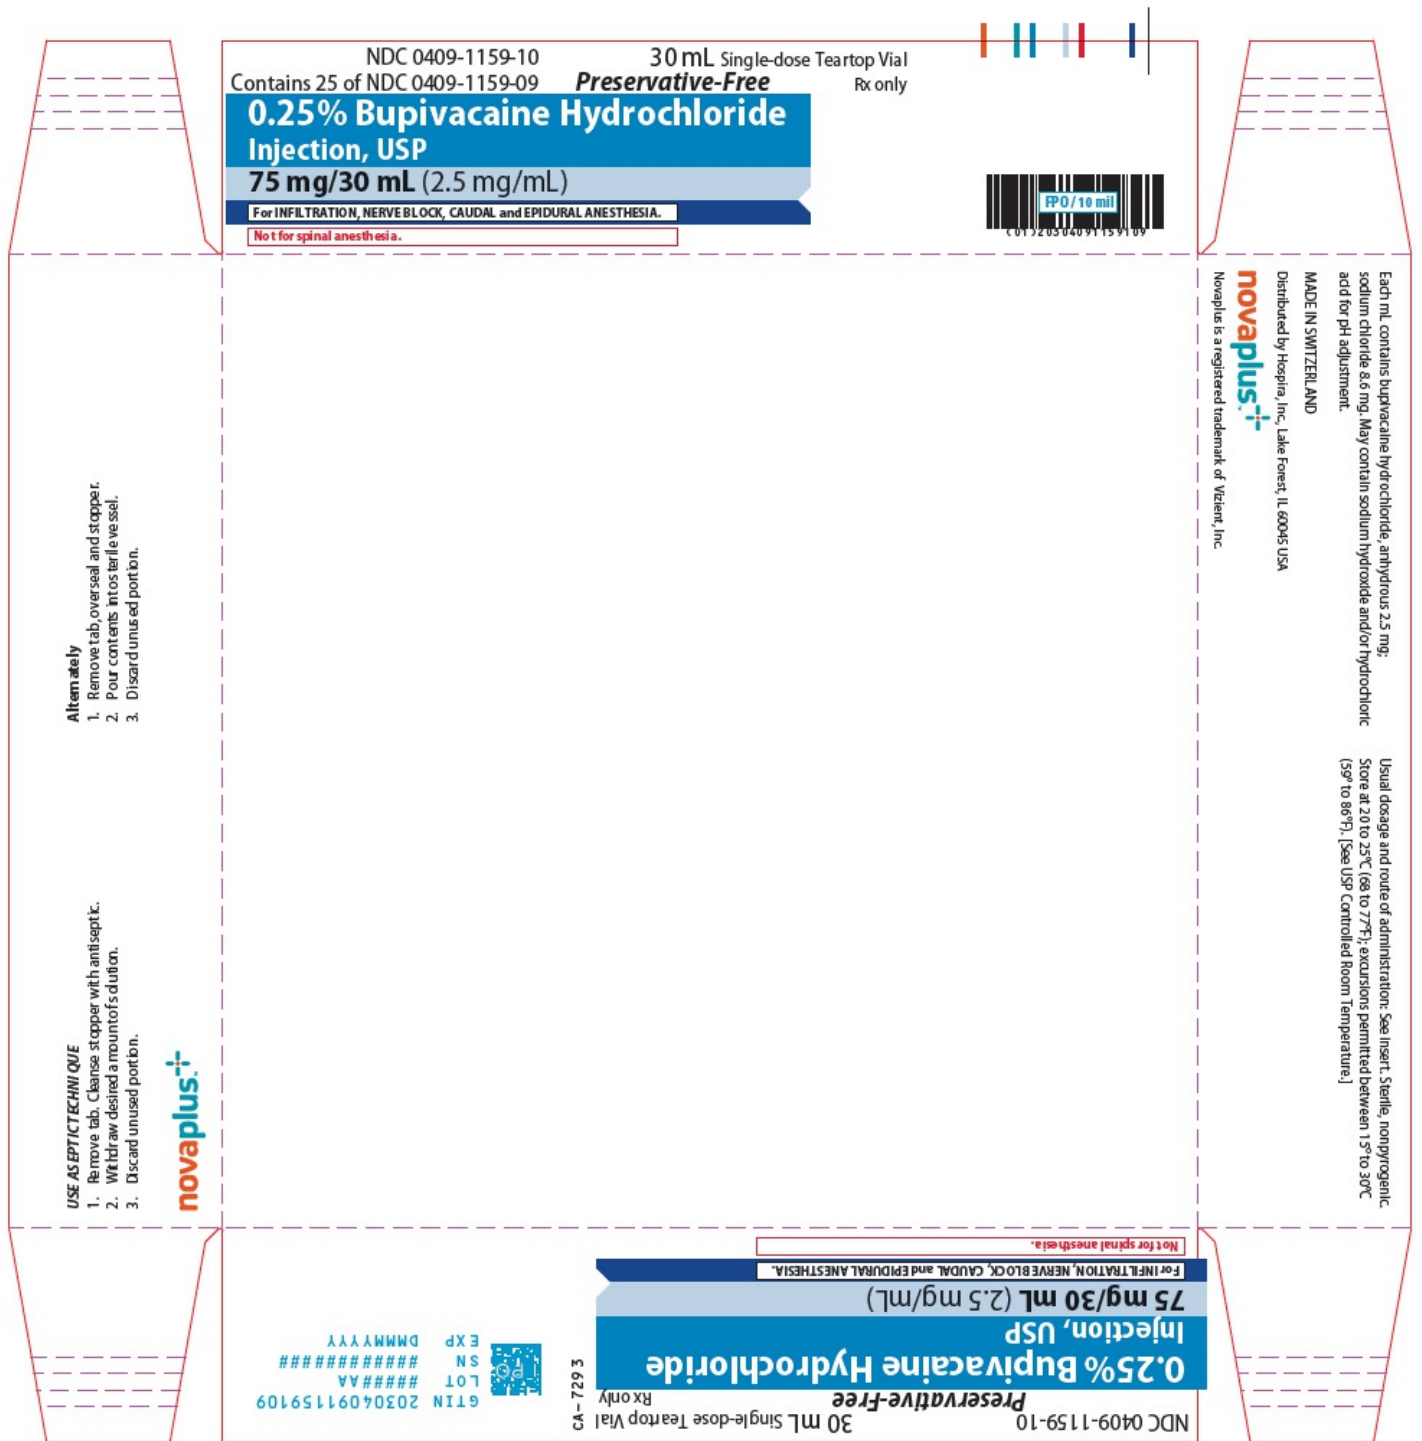 NDC 0409-1159-10
Contains 25 of NDC 0409-1159-09
30 mL Single-dose Teartop Vial
Preservative-Free
Rx only
0.25% Bupivacaine Hydrochloride
Injection, USP
75 mg/30 mL (2.5 mg/mL)
For INFILTRATION, NERVE BLOCK, CAUDAL and EPIDURAL ANESTHESIA.
Not for spinal anesthesia.
FPO / 10 mil
(01)20304091159109
Each mL contains bupivacaine hydrochloride, anhydrous 2.5 mg;
sodium chloride 8.6 mg. May contain sodium hydroxide and/or hydrochloric
acid for pH adjustment.
MADE IN SWITZERLAND
Distributed by Hospira, Inc., Lake Forest, IL 60045 USA
novaplus™
Novaplus is a registered trademark of Vizient, Inc.
Usual dosage and route of administration: See insert. Sterile, nonpyrogenic.
Store at 20 to 25°C (68 to 77°F); excursions permitted between 15° to 30°C
(59° to 86°F). [See USP Controlled Room Temperature.]
USE ASEPTIC TECHNIQUE
1. Remove tab. Cleanse stopper with antiseptic.
2. Withdraw desired amount of solution.
3. Discard unused portion.
Alternately
1. Remove tab, overseal and stopper.
2. Pour contents into sterile vessel.
3. Discard unused portion.
novaplus™
NDC 0409-1159-10
30 mL Single-dose Teartop Vial
Preservative-Free
Rx only
0.25% Bupivacaine Hydrochloride
Injection, USP
75 mg/30 mL (2.5 mg/mL)
For INFILTRATION, NERVE BLOCK, CAUDAL and EPIDURAL ANESTHESIA.
Not for spinal anesthesia.
CA-7293
GTIN 20304091159109
LOT ######AA
SN ############
EXP DMMMYYYY